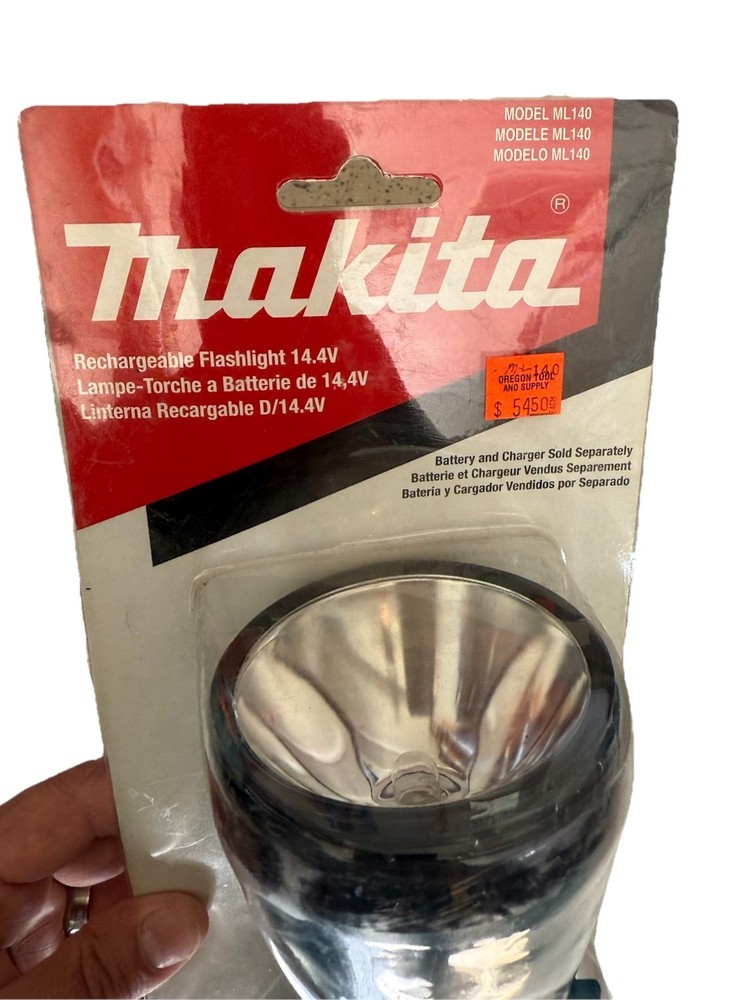 MODEL ML140
MODELE ML140
MODELO ML140
makita®
Rechargeable Flashlight 14.4V
Lampe-Torche a Batterie de 14,4V
Linterna Recargable D/14.4V
ML 140
OREGON TOOL
AND SUPPLY
$ 5450
Battery and Charger Sold Separately
Batterie et Chargeur Vendus Separement
Batería y Cargador Vendidos por Separado